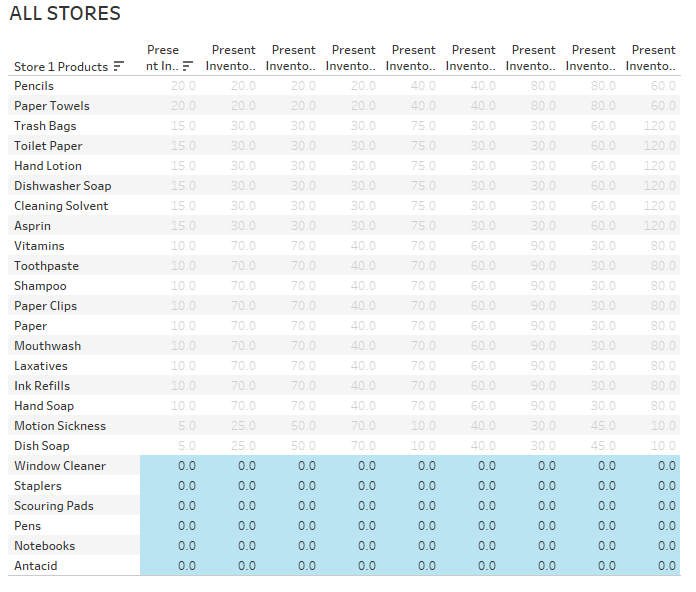 ALL STORES
Prese Present Present Present Present Present Present Present Present
Store 1 Products nt In.. Invento.. Invento.. Invento.. Invento.. Invento.. Invento.. Invento.. Invento..
Pencils 20.0 20.0 20.0 20.0 40.0 40.0 80.0 80.0 60.0
Paper Towels 20.0 20.0 20.0 20.0 40.0 40.0 80.0 80.0 60.0
Trash Bags 15.0 30.0 30.0 30.0 75.0 30.0 30.0 60.0 120.0
Toilet Paper 15.0 30.0 30.0 30.0 75.0 30.0 30.0 60.0 120.0
Hand Lotion 15.0 30.0 30.0 30.0 75.0 30.0 30.0 60.0 120.0
Dishwasher Soap 15.0 30.0 30.0 30.0 75.0 30.0 30.0 60.0 120.0
Cleaning Solvent 15.0 30.0 30.0 30.0 75.0 30.0 30.0 60.0 120.0
Asprin 15.0 30.0 30.0 30.0 75.0 30.0 30.0 60.0 120.0
Vitamins 10.0 70.0 70.0 40.0 70.0 60.0 90.0 30.0 80.0
Toothpaste 10.0 70.0 70.0 40.0 70.0 60.0 90.0 30.0 80.0
Shampoo 10.0 70.0 70.0 40.0 70.0 60.0 90.0 30.0 80.0
Paper Clips 10.0 70.0 70.0 40.0 70.0 60.0 90.0 30.0 80.0
Paper 10.0 70.0 70.0 40.0 70.0 60.0 90.0 30.0 80.0
Mouthwash 10.0 70.0 70.0 40.0 70.0 60.0 90.0 30.0 80.0
Laxatives 10.0 70.0 70.0 40.0 70.0 60.0 90.0 30.0 80.0
Ink Refills 10.0 70.0 70.0 40.0 70.0 60.0 90.0 30.0 80.0
Hand Soap 10.0 70.0 70.0 40.0 70.0 60.0 90.0 30.0 80.0
Motion Sickness 5.0 25.0 50.0 70.0 10.0 40.0 30.0 45.0 10.0
Dish Soap 5.0 25.0 50.0 70.0 10.0 40.0 30.0 45.0 10.0
Window Cleaner 0.0 0.0 0.0 0.0 0.0 0.0 0.0 0.0 0.0
Staplers 0.0 0.0 0.0 0.0 0.0 0.0 0.0 0.0 0.0
Scouring Pads 0.0 0.0 0.0 0.0 0.0 0.0 0.0 0.0 0.0
Pens 0.0 0.0 0.0 0.0 0.0 0.0 0.0 0.0 0.0
Notebooks 0.0 0.0 0.0 0.0 0.0 0.0 0.0 0.0 0.0
Antacid 0.0 0.0 0.0 0.0 0.0 0.0 0.0 0.0 0.0